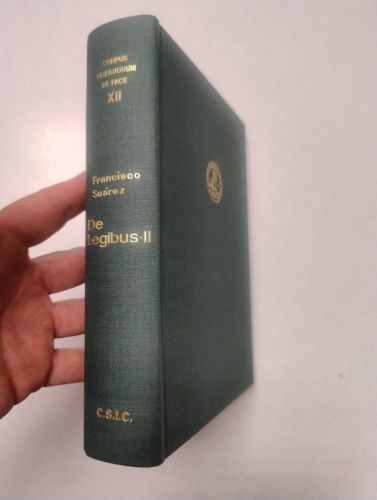 CORPUS
HISPANORUM
DE PACE
XII
Francisco
Suárez
De
Legibus-II
C.S.I.C.